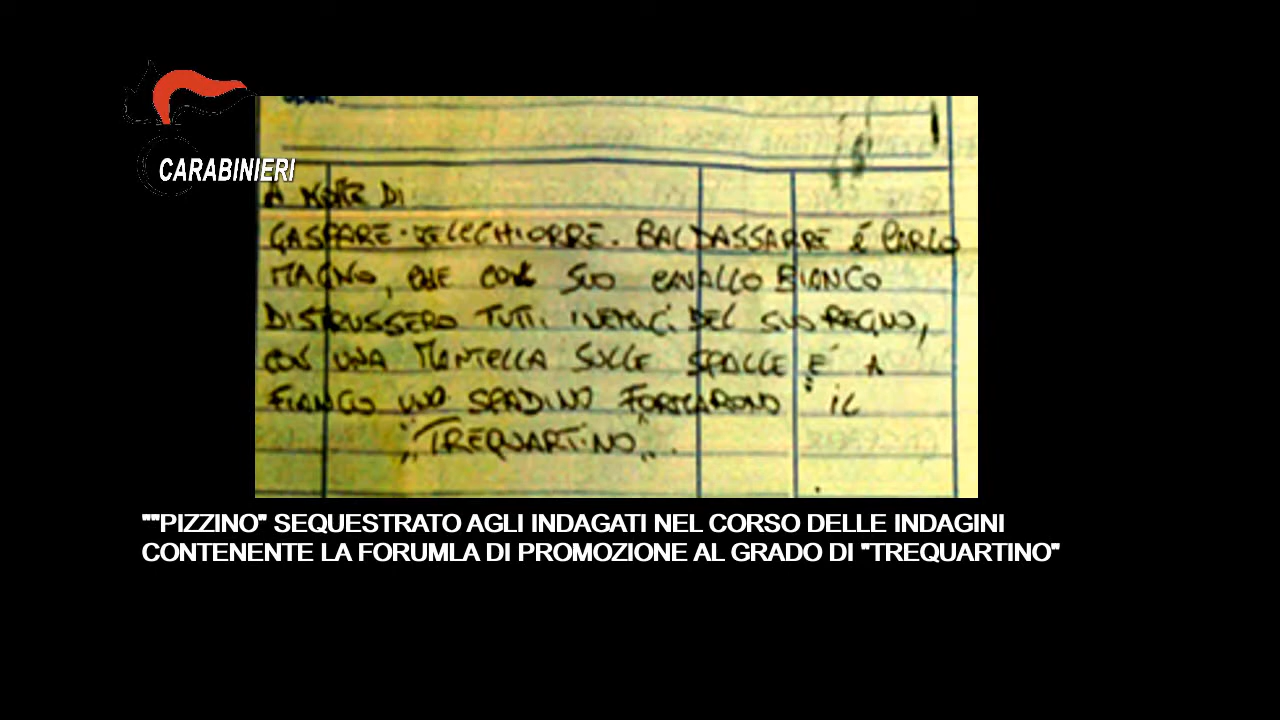 CARABINIERI
A NOME DI
GASPARE - MELCHIORRE - BALDASSARRE É CARLO
MAGNO, CHE CON SUO CAVALLO BIANCO
DISTRUSSERO TUTTI I NEMICI DEL SUO REGNO,
CON UNA MANTELLA SULLE SPALLE E A
FIANCO UNO SPADINO FORMARONO IL
"TREQUARTINO".
""PIZZINO" SEQUESTRATO AGLI INDAGATI NEL CORSO DELLE INDAGINI
CONTENENTE LA FORUMLA DI PROMOZIONE AL GRADO DI "TREQUARTINO"